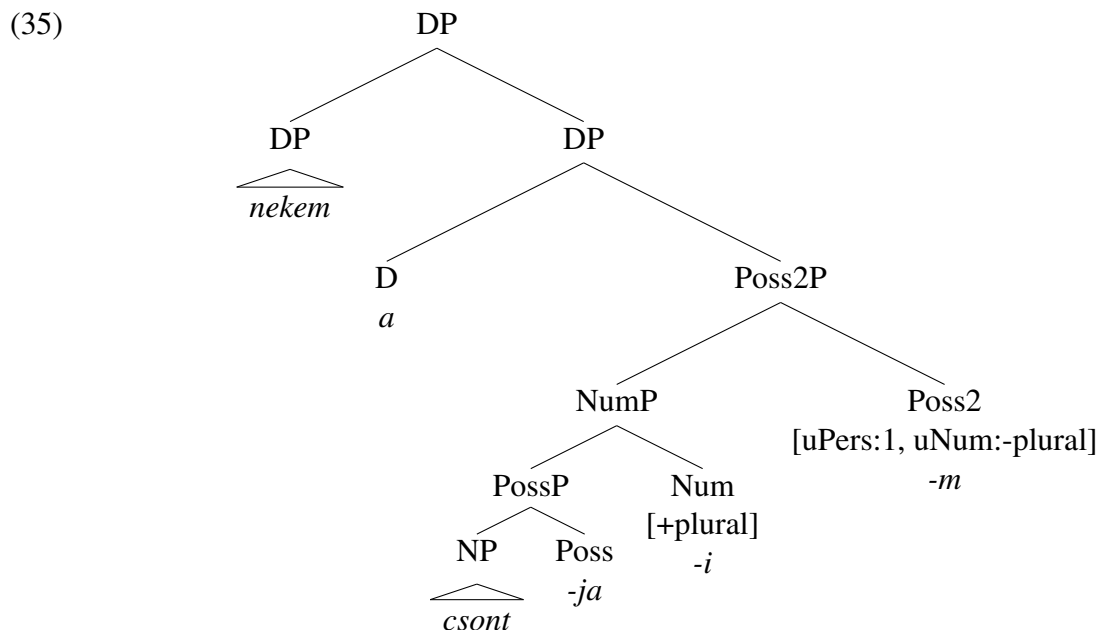 (35) DP
DP DP
nekem
D Poss2P
a
NumP Poss2
[uPers:1, uNum:-plural]
-m
PossP Num
[+plural]
-i
NP Poss
-ja
csont